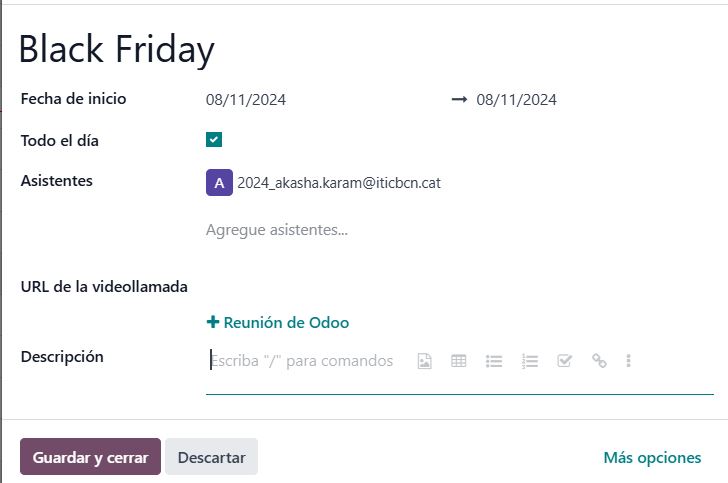 Black Friday
Fecha de inicio 08/11/2024 → 08/11/2024
Todo el día
Asistentes A 2024_akasha.karam@iticbcn.cat
Agregue asistentes...
URL de la videollamada
+ Reunión de Odoo
Descripción Escriba "/" para comandos
Guardar y cerrar Descartar Más opciones